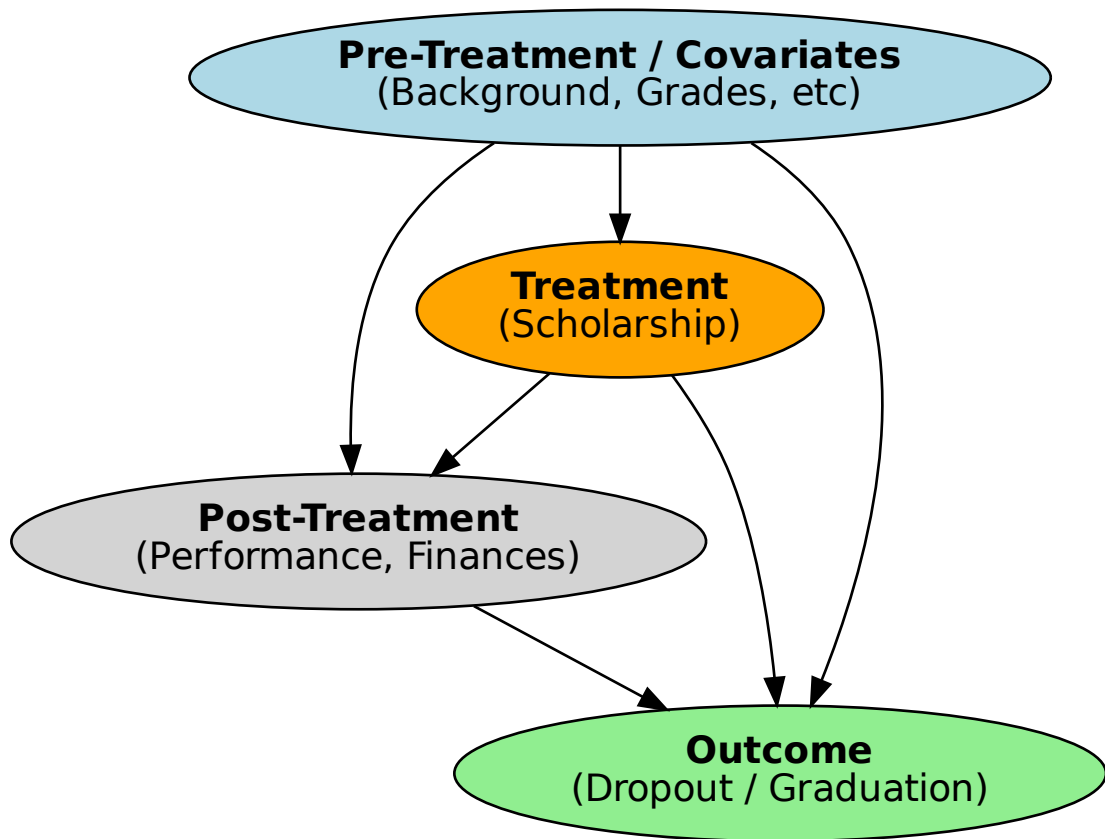 Pre-Treatment / Covariates
(Background, Grades, etc)
Treatment
(Scholarship)
Post-Treatment
(Performance, Finances)
Outcome
(Dropout / Graduation)